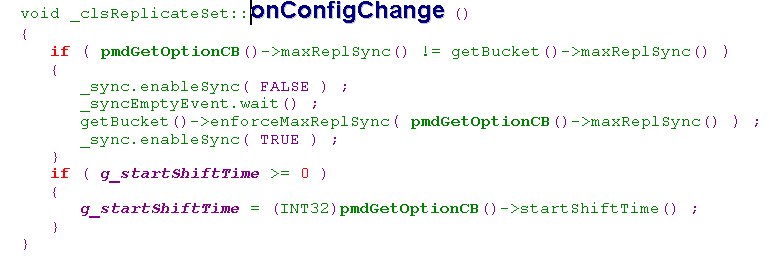 void _clsReplicateSet::onConfigChange ()
{
if ( pmdGetOptionCB()->maxReplSync() != getBucket()->maxReplSync() )
{
_sync.enableSync( FALSE ) ;
_syncEmptyEvent.wait() ;
getBucket()->enforceMaxReplSync( pmdGetOptionCB()->maxReplSync() ) ;
_sync.enableSync( TRUE ) ;
}
if ( g_startShiftTime >= 0 )
{
g_startShiftTime = (INT32)pmdGetOptionCB()->startShiftTime() ;
}
}